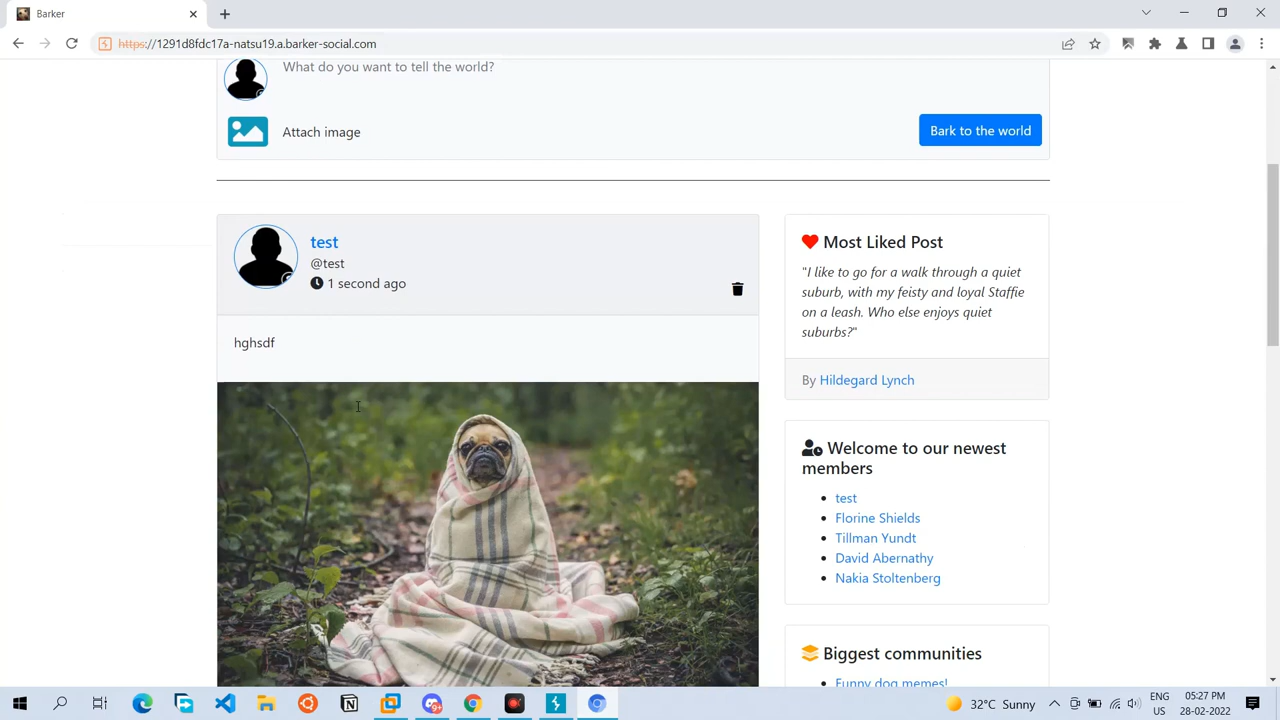 Barker
https://1291d8fdc17a-natsu19.a.barker-social.com
What do you want to tell the world?
Attach image
Bark to the world
test
@test
1 second ago
hghsdf
Most Liked Post
"I like to go for a walk through a quiet
suburb, with my feisty and loyal Staffie
on a leash. Who else enjoys quiet
suburbs?"
By Hildegard Lynch
Welcome to our newest
members
test
Florine Shields
Tillman Yundt
David Abernathy
Nakia Stoltenberg
Biggest communities
Funny dog memes!
9+
32°C Sunny
ENG
US
05:27 PM
28-02-2022